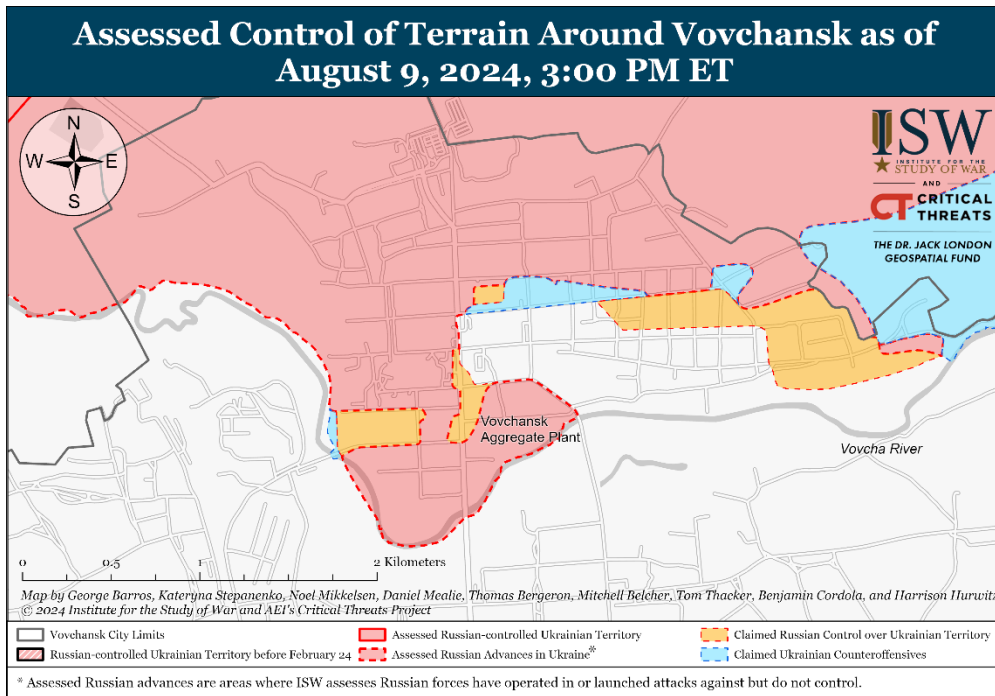 Assessed Control of Terrain Around Vovchansk as of
August 9, 2024, 3:00 PM ET
N
W E
S
ISW
INSTITUTE FOR THE
STUDY OF WAR
AND
CT CRITICAL
THREATS
THE DR. JACK LONDON
GEOSPATIAL FUND
Vovchansk
Aggregate Plant
Vovcha River
0 0.5 1 2 Kilometers
Map by George Barros, Kateryna Stepanenko, Noel Mikkelsen, Daniel Mealie, Thomas Bergeron, Mitchell Belcher, Tom Thacker, Benjamin Cordola, and Harrison Hurwitz
© 2024 Institute for the Study of War and AEI's Critical Threats Project
Vovchansk City Limits
Assessed Russian-controlled Ukrainian Territory
Claimed Russian Control over Ukrainian Territory
Russian-controlled Ukrainian Territory before February 24
Assessed Russian Advances in Ukraine*
Claimed Ukrainian Counteroffensives
* Assessed Russian advances are areas where ISW assesses Russian forces have operated in or launched attacks against but do not control.